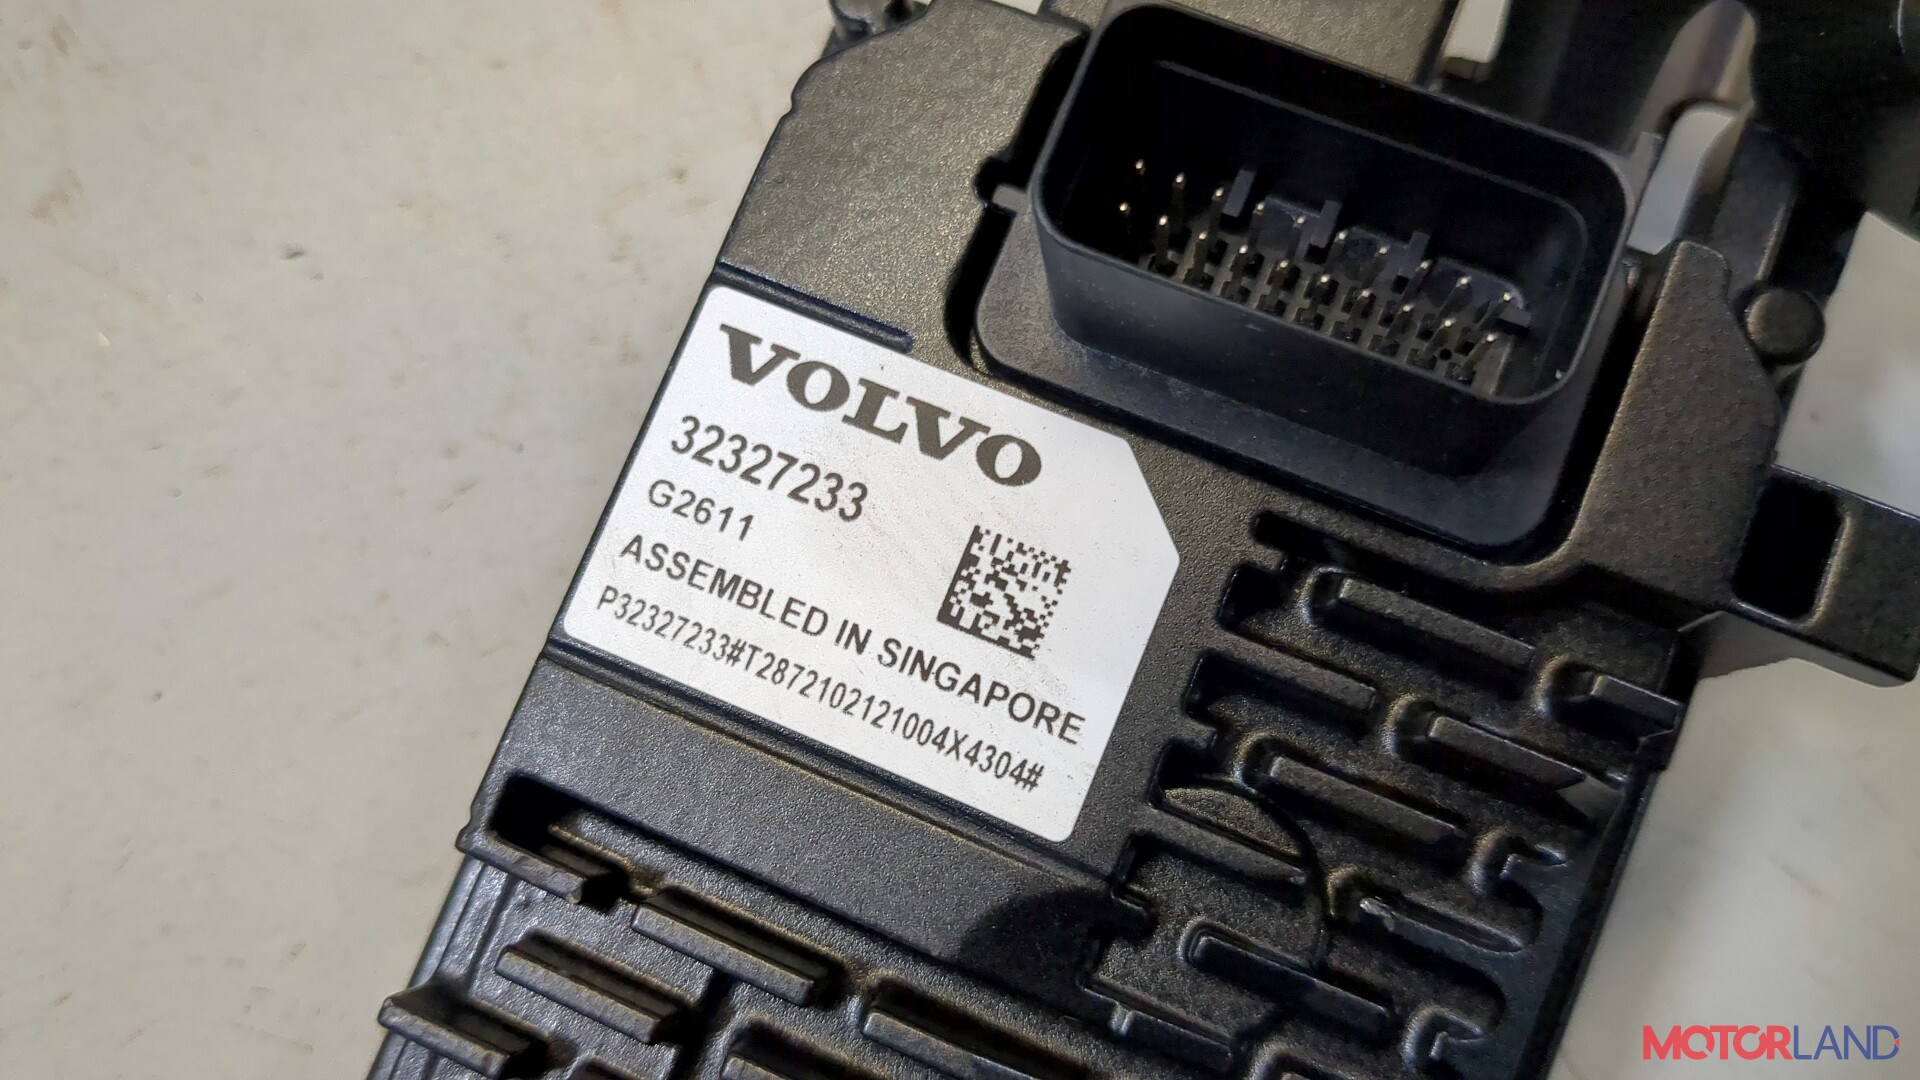 VOLVO
32327233
G2611
ASSEMBLED IN SINGAPORE
P32327233#T2872102121004X4304#
MOTORLAND